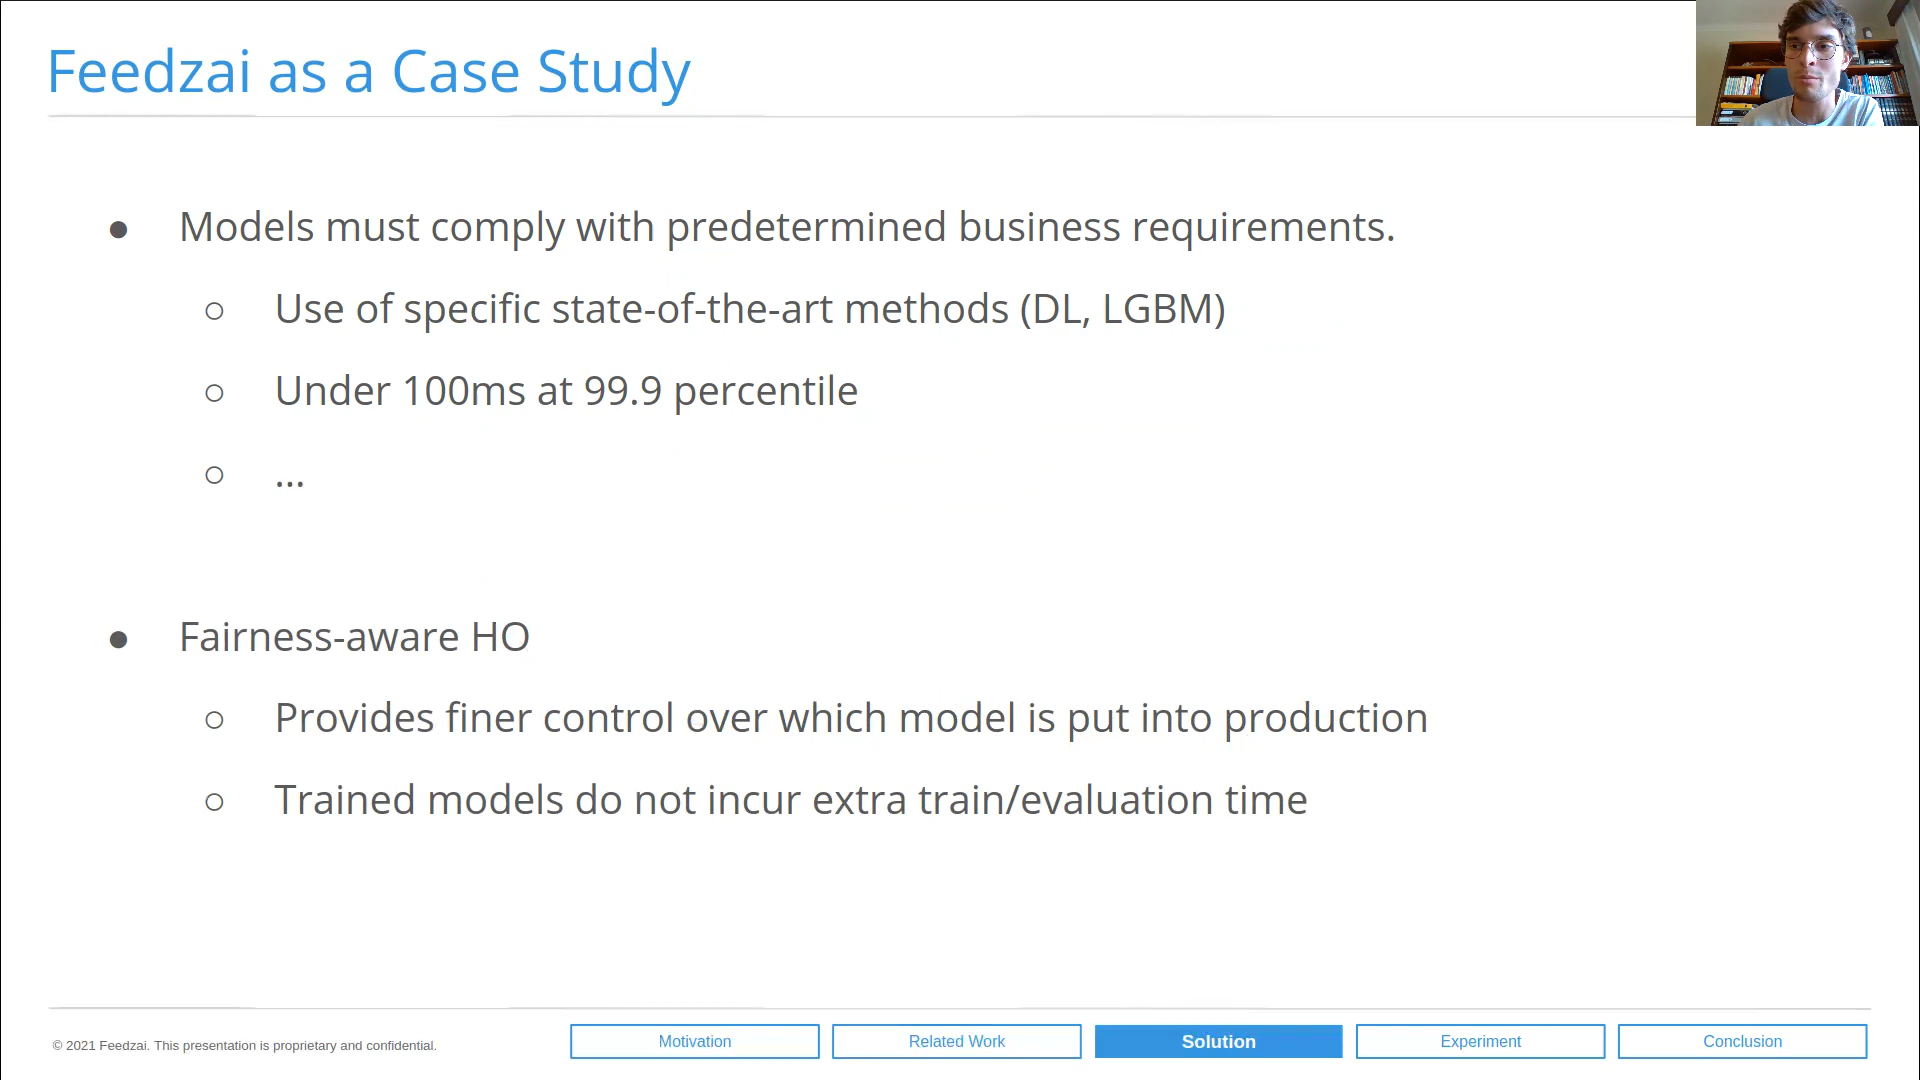 Feedzai as a Case Study
● Models must comply with predetermined business requirements.
○ Use of specific state-of-the-art methods (DL, LGBM)
○ Under 100ms at 99.9 percentile
○ ...
● Fairness-aware HO
○ Provides finer control over which model is put into production
○ Trained models do not incur extra train/evaluation time
© 2021 Feedzai. This presentation is proprietary and confidential.
Motivation
Related Work
Solution
Experiment
Conclusion